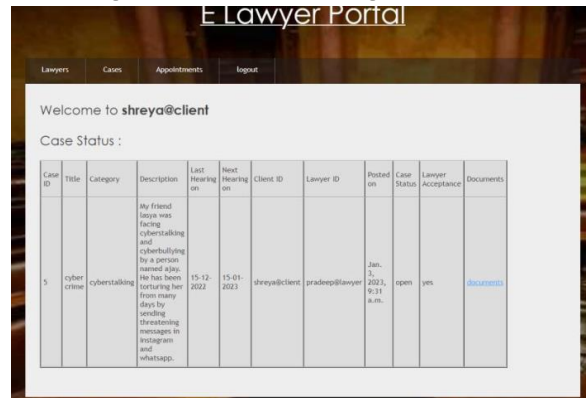 E Lawyer Portal
Lawyers Cases Appointments logout
Welcome to shreya@client
Case Status :
Case ID Title Category Description Last Hearing on Next Hearing on Client ID Lawyer ID Posted on Case Status Lawyer Acceptance Documents
5 cyber crime cyberstalking My friend lasya was facing cyberstalking and cyberbullying by a person named ajay. He has been torturing her from many days by sending threatening messages in instagram and whatsapp. 15-12-2022 15-01-2023 shreya@client pradeep@lawyer Jan. 3, 2023, 9:31 a.m. open yes documents